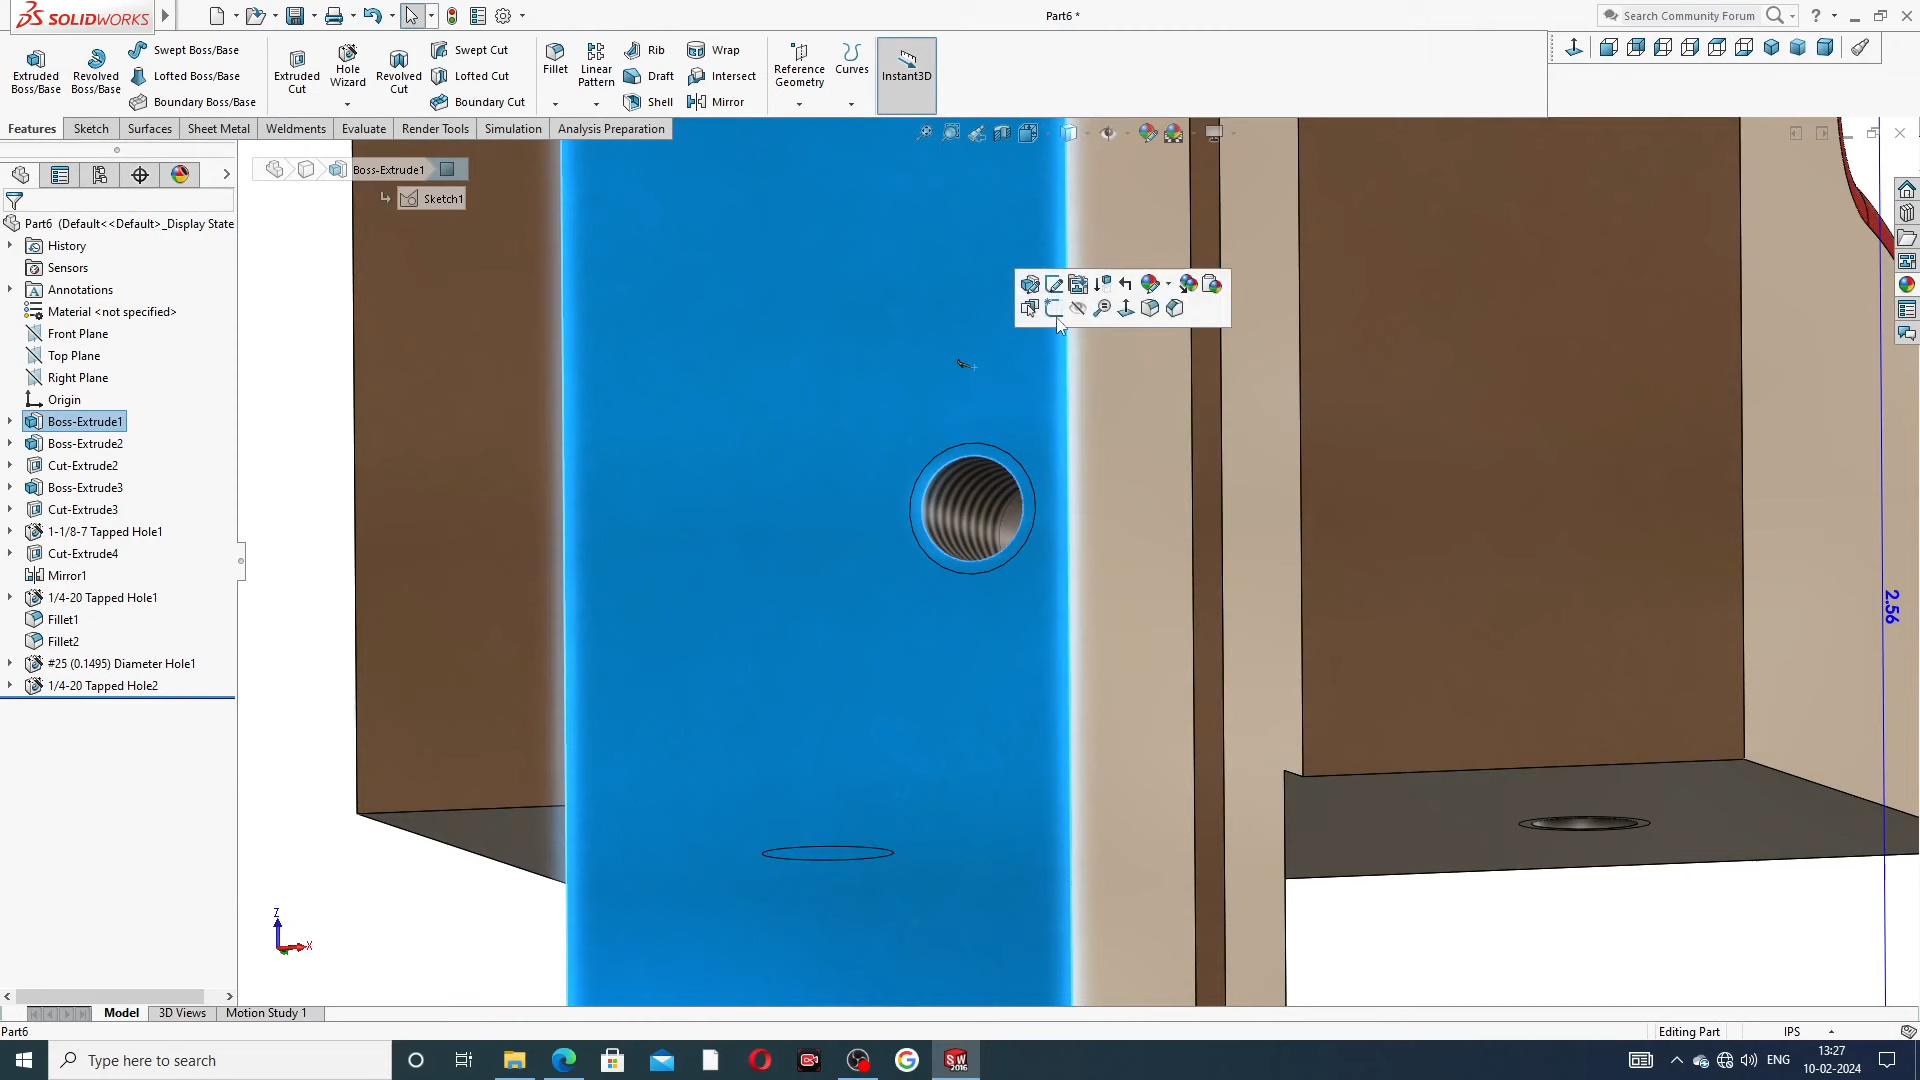 SOLIDWORKS
Part6 *
Search Community Forum
Extruded Boss/Base
Revolved Boss/Base
Swept Boss/Base
Lofted Boss/Base
Boundary Boss/Base
Extruded Cut
Hole Wizard
Revolved Cut
Swept Cut
Lofted Cut
Boundary Cut
Fillet
Linear Pattern
Rib
Draft
Shell
Wrap
Intersect
Mirror
Reference Geometry
Curves
Instant3D
Features
Sketch
Surfaces
Sheet Metal
Weldments
Evaluate
Render Tools
Simulation
Analysis Preparation
Boss-Extrude1
Sketch1
Part6 (Default<<Default>_Display State
History
Sensors
Annotations
Material <not specified>
Front Plane
Top Plane
Right Plane
Origin
Boss-Extrude1
Boss-Extrude2
Cut-Extrude2
Boss-Extrude3
Cut-Extrude3
1-1/8-7 Tapped Hole1
Cut-Extrude4
Mirror1
1/4-20 Tapped Hole1
Fillet1
Fillet2
#25 (0.1495) Diameter Hole1
1/4-20 Tapped Hole2
2.56
Z
X
Model
3D Views
Motion Study 1
Part6
Editing Part
IPS
Type here to search
SW
2016
ENG
13:27
10-02-2024